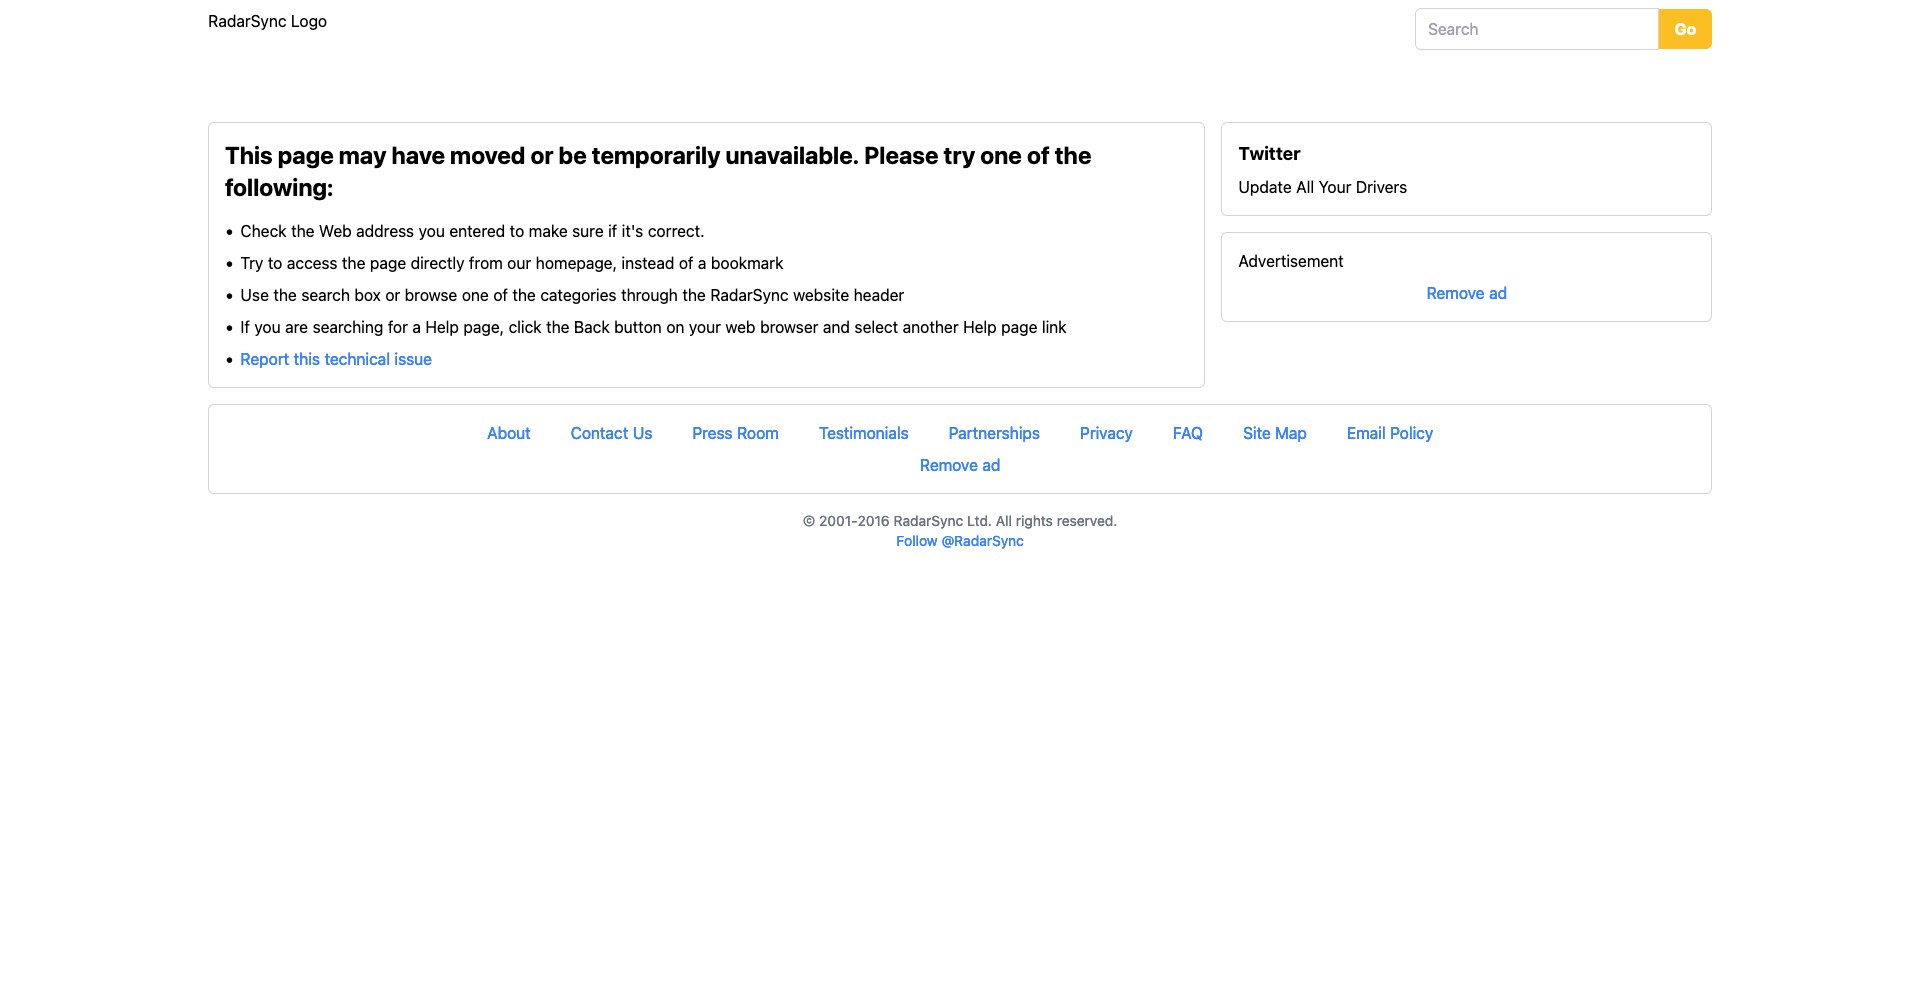 RadarSync Logo
Search
Go
This page may have moved or be temporarily unavailable. Please try one of the
following:
• Check the Web address you entered to make sure if it's correct.
• Try to access the page directly from our homepage, instead of a bookmark
• Use the search box or browse one of the categories through the RadarSync website header
• If you are searching for a Help page, click the Back button on your web browser and select another Help page link
• Report this technical issue
Twitter
Update All Your Drivers
Advertisement
Remove ad
About Contact Us Press Room Testimonials Partnerships Privacy FAQ Site Map Email Policy
Remove ad
© 2001-2016 RadarSync Ltd. All rights reserved.
Follow @RadarSync